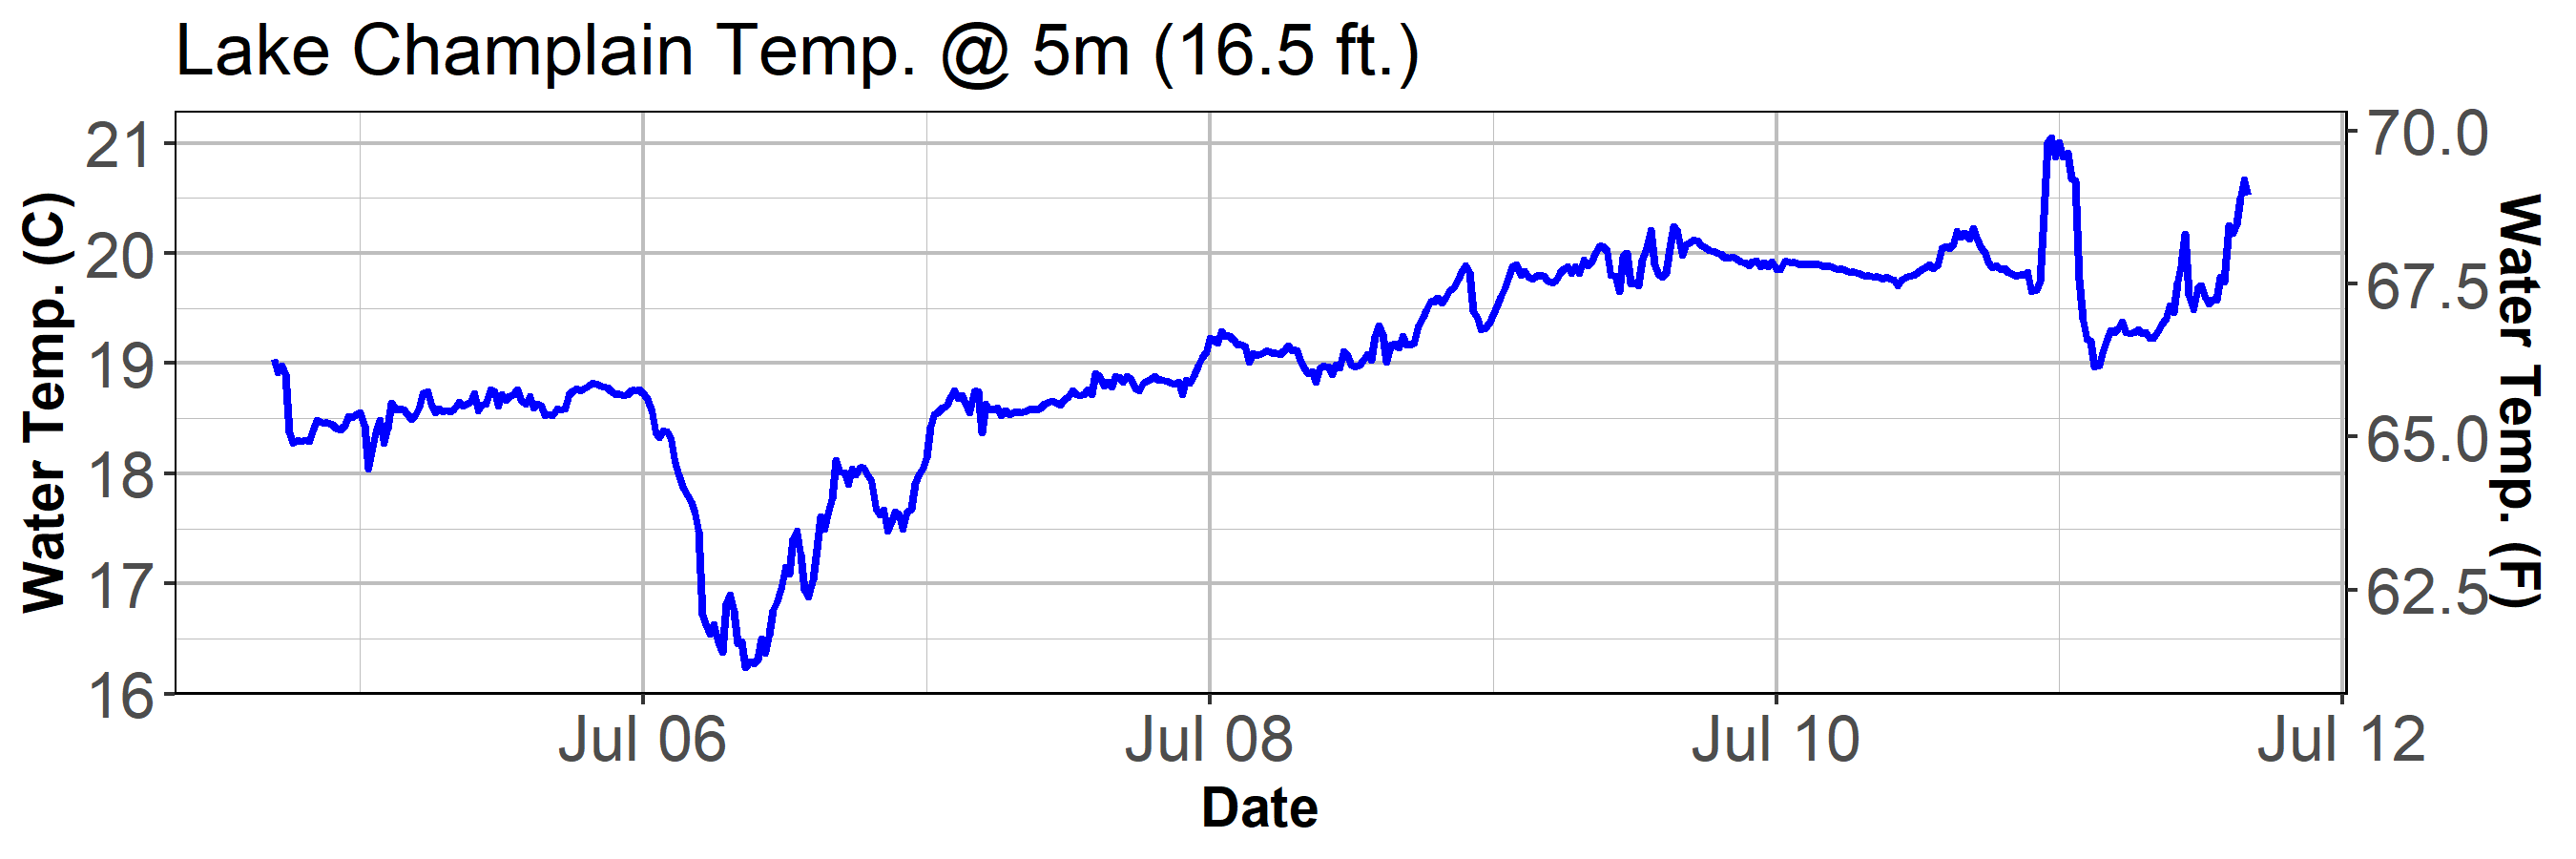 Lake Champlain Temp. @ 5m (16.5 ft.)
Water Temp. (C)
21
20
19
18
17
16
70.0
67.5
65.0
62.5
Water Temp. (F)
Jul 06
Jul 08
Jul 10
Jul 12
Date